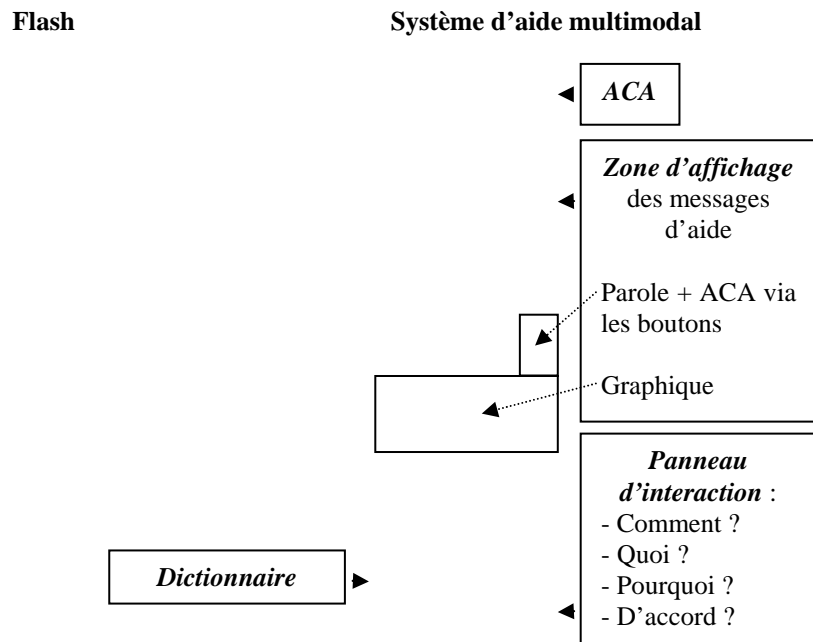 Flash
Système d’aide multimodal
ACA
Zone d’affichage
des messages
d’aide
Parole + ACA via
les boutons
Graphique
Panneau
d’interaction :
- Comment ?
- Quoi ?
- Pourquoi ?
- D’accord ?
Dictionnaire